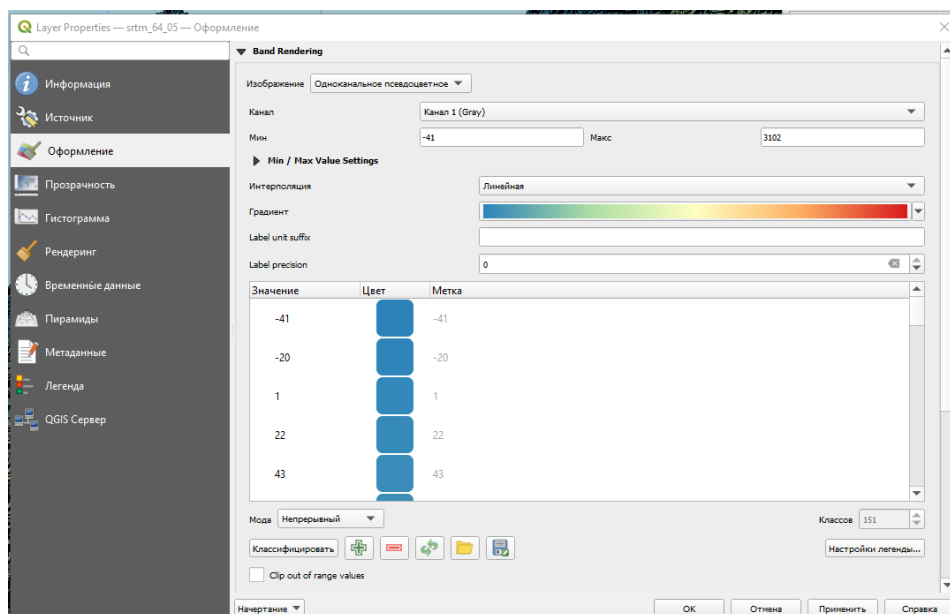 Layer Properties — srtm_64_05 — Оформление
Информация
Источник
Оформление
Прозрачность
Гистограмма
Рендеринг
Временные данные
Пирамиды
Метаданные
Легенда
QGIS Сервер
Band Rendering
Изображение Одноканальное псевдоцветное
Канал Канал 1 (Gray)
Мин -41 Макс 3102
Min / Max Value Settings
Интерполяция Линейная
Градиент
Label unit suffix
Label precision 0
Значение Цвет Метка
-41 -41
-20 -20
1 1
22 22
43 43
Мода Непрерывный Классов 151
Классифицировать Настройки легенды...
Clip out of range values
Начертание OK Отмена Применить Справка